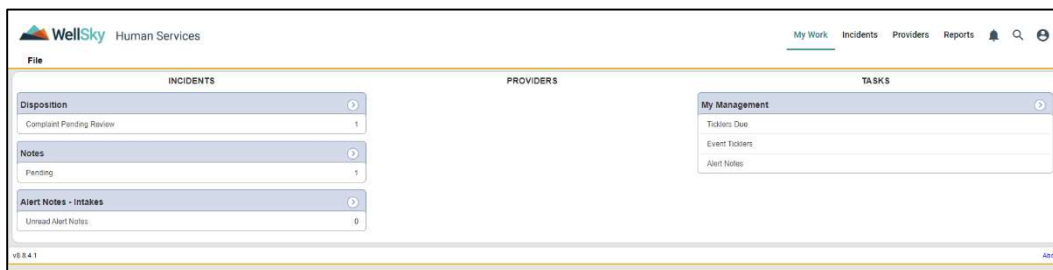 WellSky Human Services
My Work Incidents Providers Reports
File
INCIDENTS PROVIDERS TASKS
Disposition
Complaint Pending Review 1
Notes
Pending 1
Alert Notes - Intakes
Unread Alert Notes 0
My Management
Ticklers Due
Event Ticklers
Alert Notes
v8.8.4.1